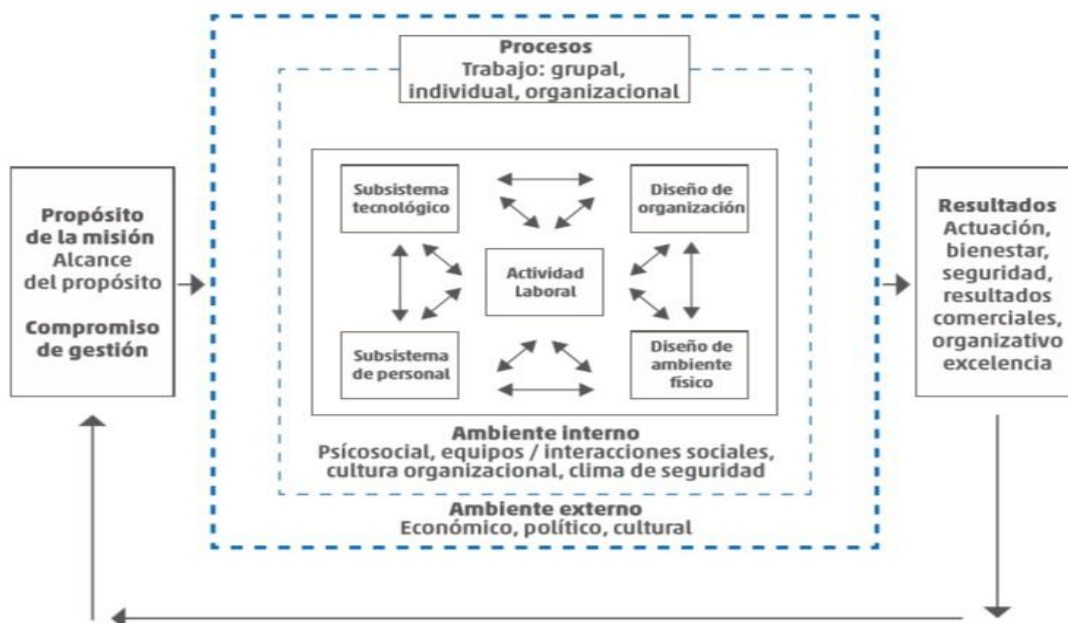 Procesos
Trabajo: grupal,
individual, organizacional
Propósito
de la misión
Alcance
del propósito
Compromiso
de gestión
Subsistema
tecnológico
Diseño de
organización
Actividad
Laboral
Subsistema
de personal
Diseño de
ambiente
físico
Ambiente interno
Psícosocial, equipos / interacciones sociales,
cultura organizacional, clima de seguridad
Ambiente externo
Económico, político, cultural
Resultados
Actuación,
bienestar,
seguridad,
resultados
comerciales,
organizativo
excelencia